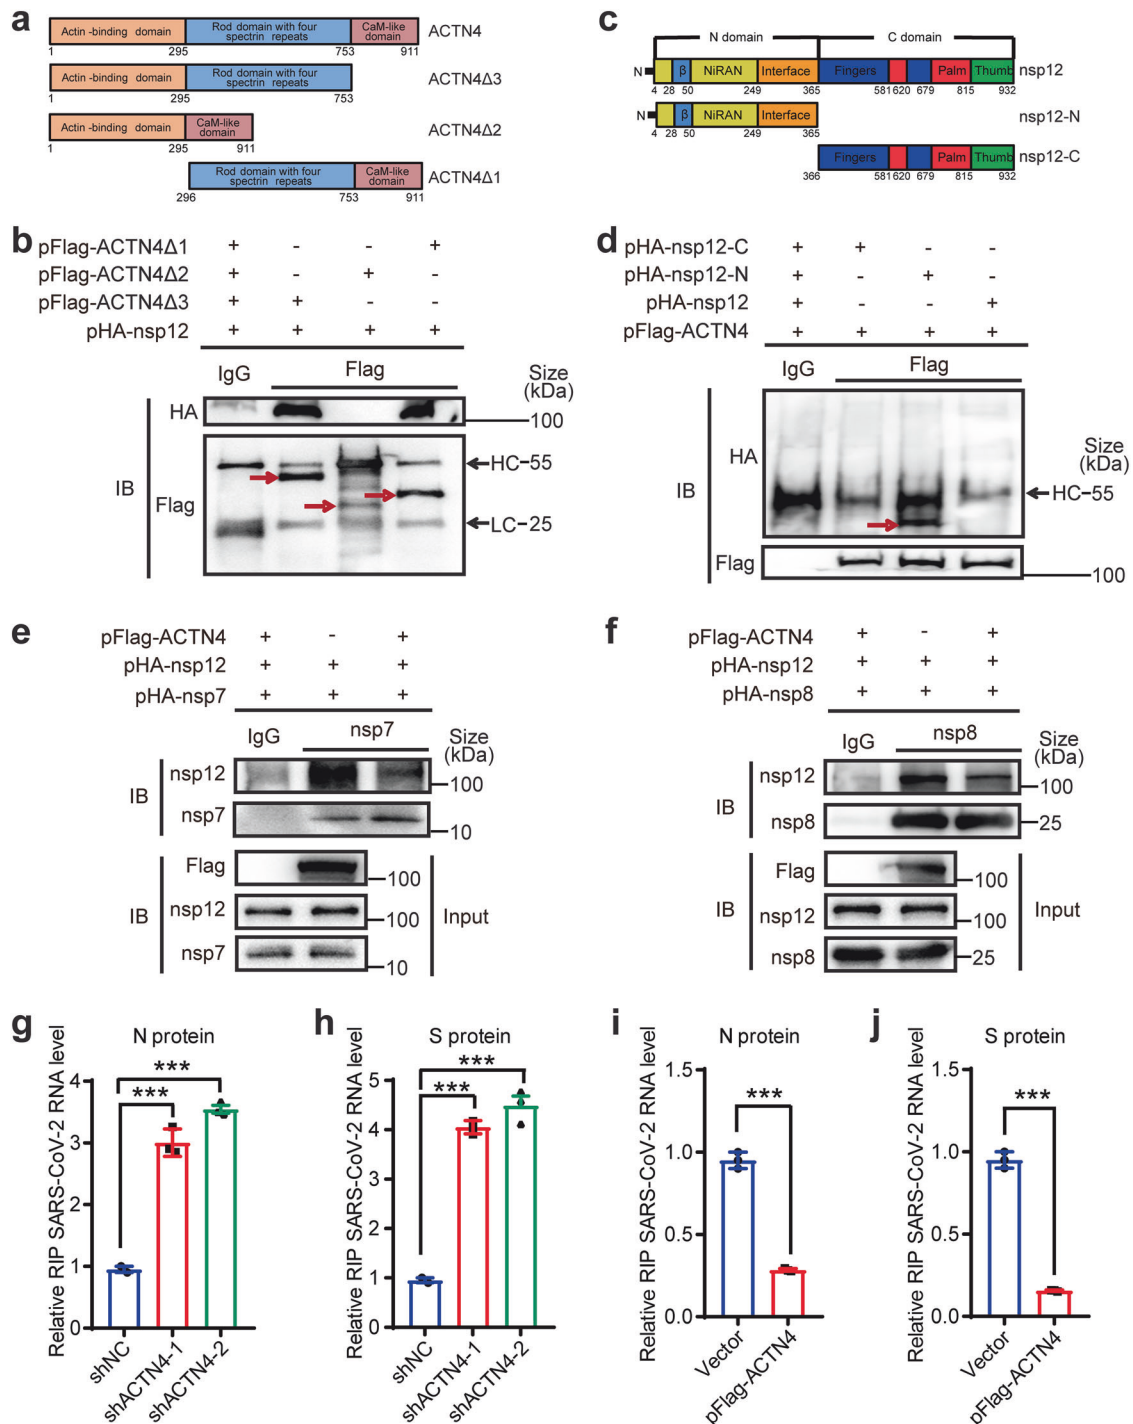 a
Actin -binding domain
Rod domain with four
spectrin repeats
CaM-like
domain
ACTN4
1 295 753 911
Actin-binding domain
Rod domain with four
spectrin repeats
ACTN4Δ3
1 295 753
Actin-binding domain
CaM-like
domain
ACTN4Δ2
1 295 911
Rod domain with four
spectrin repeats
CaM-like
domain
ACTN4Δ1
296 753 911
c
N domain C domain
N β NiRAN Interface Fingers Palm Thumb nsp12
4 28 50 249 365 581 620 679 815 932
N β NiRAN Interface nsp12-N
4 28 50 249 365
Fingers Palm Thumb nsp12-C
366 581 620 679 815 932
b
pFlag-ACTN4Δ1 + - - +
pFlag-ACTN4Δ2 + - + -
pFlag-ACTN4Δ3 + + - -
pHA-nsp12 + + + +
IgG Flag Size
(kDa)
HA 100
IB
Flag
HC-55
LC-25
d
pHA-nsp12-C + + - -
pHA-nsp12-N + - + -
pHA-nsp12 + - - +
pFlag-ACTN4 + + + +
IgG Flag
Size
(kDa)
HA
HC-55
IB
Flag 100
e
pFlag-ACTN4 + - +
pHA-nsp12 + + +
pHA-nsp7 + + +
IgG nsp7 Size
(kDa)
nsp12 100
IB
nsp7 10
Flag 100
IB nsp12 100 Input
nsp7 10
f
pFlag-ACTN4 + - +
pHA-nsp12 + + +
pHA-nsp8 + + +
IgG nsp8 Size
(kDa)
nsp12 100
IB
nsp8 25
Flag 100
IB nsp12 100 Input
nsp8 25
g
N protein
Relative RIP SARS-CoV-2 RNA level
***
***
4
3
2
1
0
shNC
shACTN4-1
shACTN4-2
h
S protein
Relative RIP SARS-CoV-2 RNA level
***
***
5
4
3
2
1
0
shNC
shACTN4-1
shACTN4-2
i
N protein
Relative RIP SARS-CoV-2 RNA level
***
1.5
1.0
0.5
0.0
Vector
pFlag-ACTN4
j
S protein
Relative RIP SARS-CoV-2 RNA level
***
1.5
1.0
0.5
0.0
Vector
pFlag-ACTN4